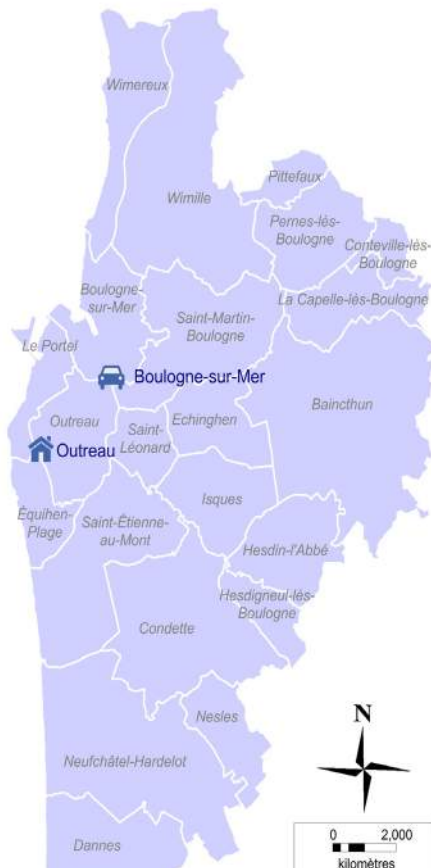 Wimereux
Wimille
Pittefaux
Pernes-lès-
Boulogne
Conteville-lès-
Boulogne
La Capelle-lès-Boulogne
Boulogne-
sur-Mer
Saint-Martin-
Boulogne
Le Portel
Boulogne-sur-Mer
Baincthun
Outreau
Saint-
Léonard
Echinghen
Outreau
Isques
Équihen-
Plage
Saint-Étienne-
au-Mont
Hesdin-l'Abbé
Hesdigneul-lès-
Boulogne
Condette
Nesles
Neufchâtel-Hardelot
Dannes
N
0 2,000
kilomètres